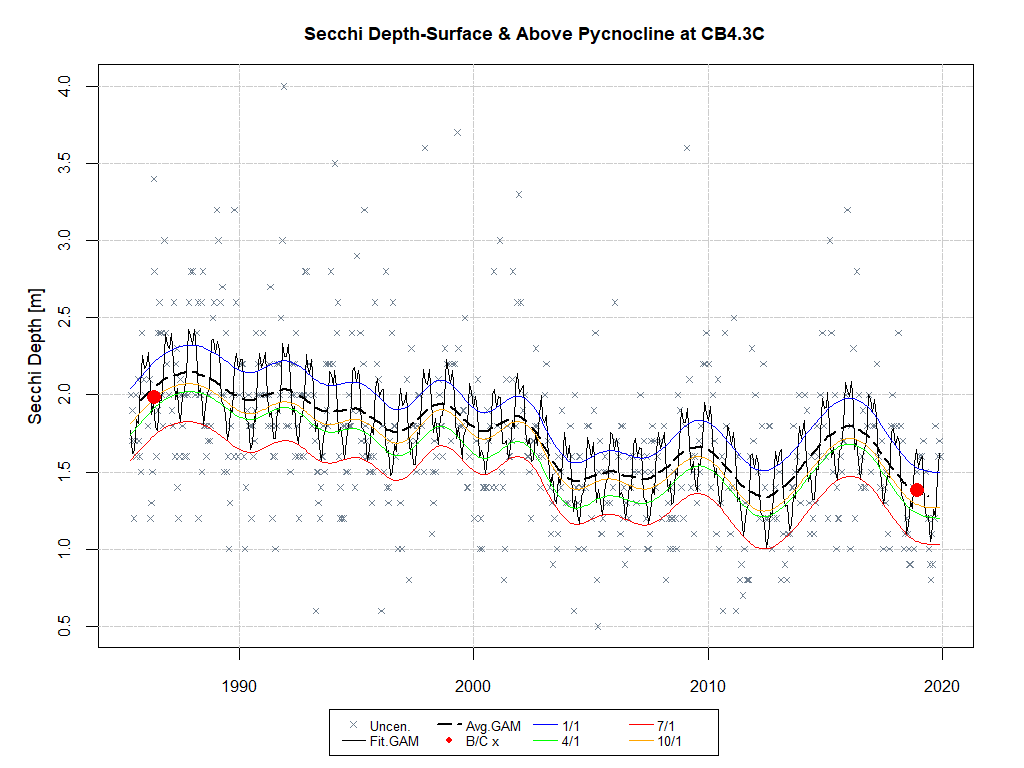 Secchi Depth-Surface & Above Pycnocline at CB4.3C
Secchi Depth [m]
4.0
3.5
3.0
2.5
2.0
1.5
1.0
0.5
1990 2000 2010 2020
Uncen. Avg.GAM 1/1 7/1
Fit.GAM B/C x 4/1 10/1